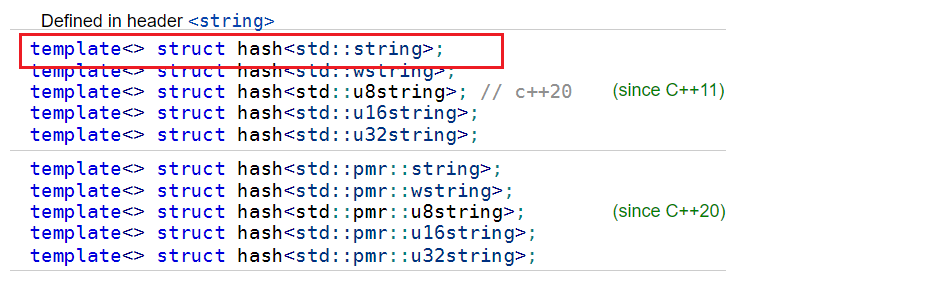 Defined in header <string>
template<> struct hash<std::string>;
template<> struct hash<std::wstring>;
template<> struct hash<std::u8string>; // c++20 (since C++11)
template<> struct hash<std::u16string>;
template<> struct hash<std::u32string>;
template<> struct hash<std::pmr::string>;
template<> struct hash<std::pmr::wstring>;
template<> struct hash<std::pmr::u8string>; (since C++20)
template<> struct hash<std::pmr::u16string>;
template<> struct hash<std::pmr::u32string>;